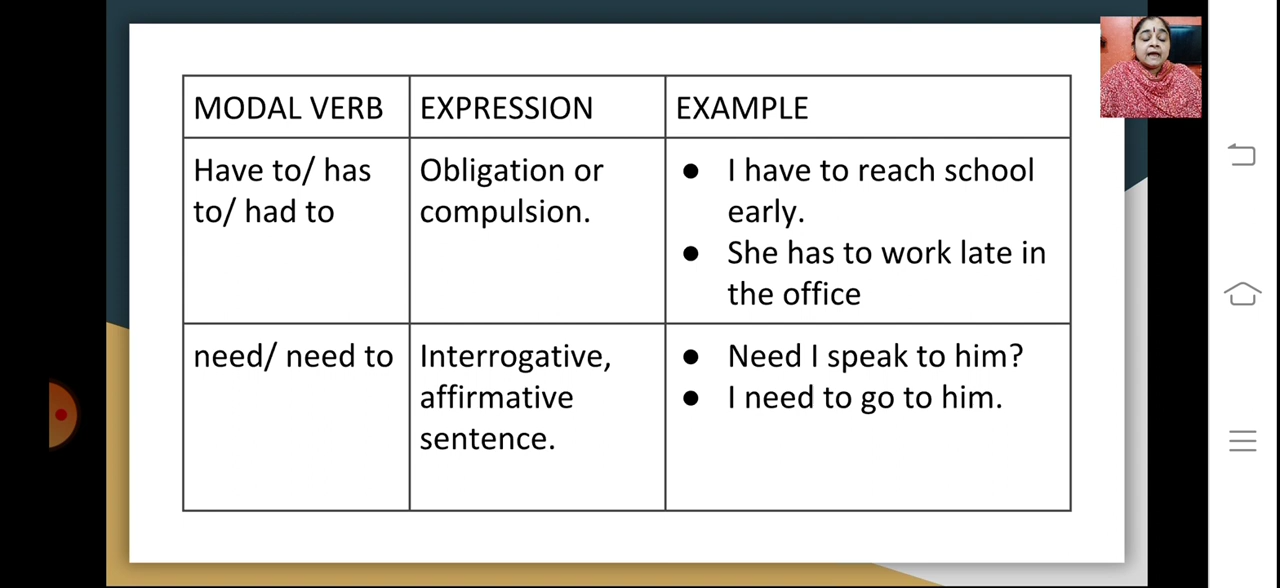 MODAL VERB
EXPRESSION
EXAMPLE
Have to/ has
to/ had to
Obligation or
compulsion.
● I have to reach school
early.
● She has to work late in
the office
need/ need to
Interrogative,
affirmative
sentence.
● Need I speak to him?
● I need to go to him.